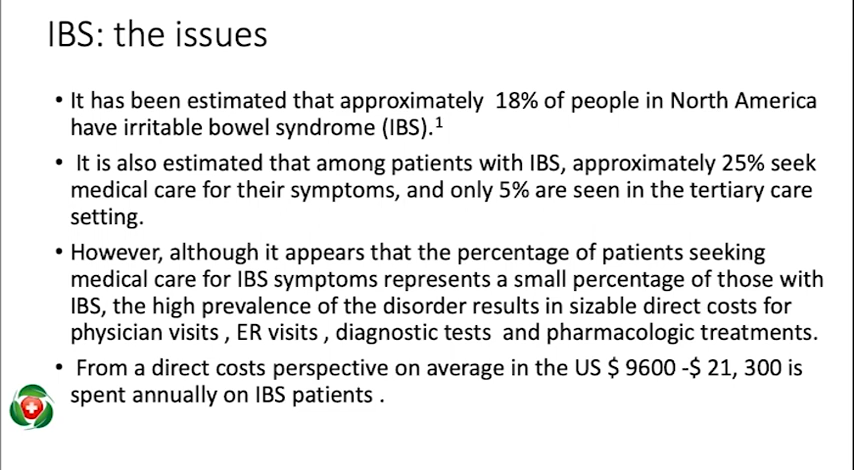 IBS: the issues
• It has been estimated that approximately 18% of people in North America
have irritable bowel syndrome (IBS).¹
• It is also estimated that among patients with IBS, approximately 25% seek
medical care for their symptoms, and only 5% are seen in the tertiary care
setting.
• However, although it appears that the percentage of patients seeking
medical care for IBS symptoms represents a small percentage of those with
IBS, the high prevalence of the disorder results in sizable direct costs for
physician visits , ER visits , diagnostic tests and pharmacologic treatments.
• From a direct costs perspective on average in the US $ 9600 -$ 21, 300 is
spent annually on IBS patients .